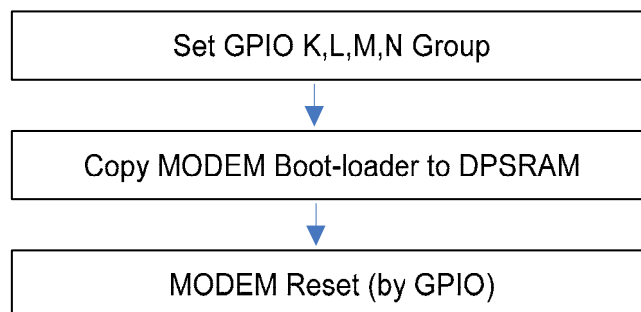 Set GPIO K,L,M,N Group
Copy MODEM Boot-loader to DPSRAM
MODEM Reset (by GPIO)